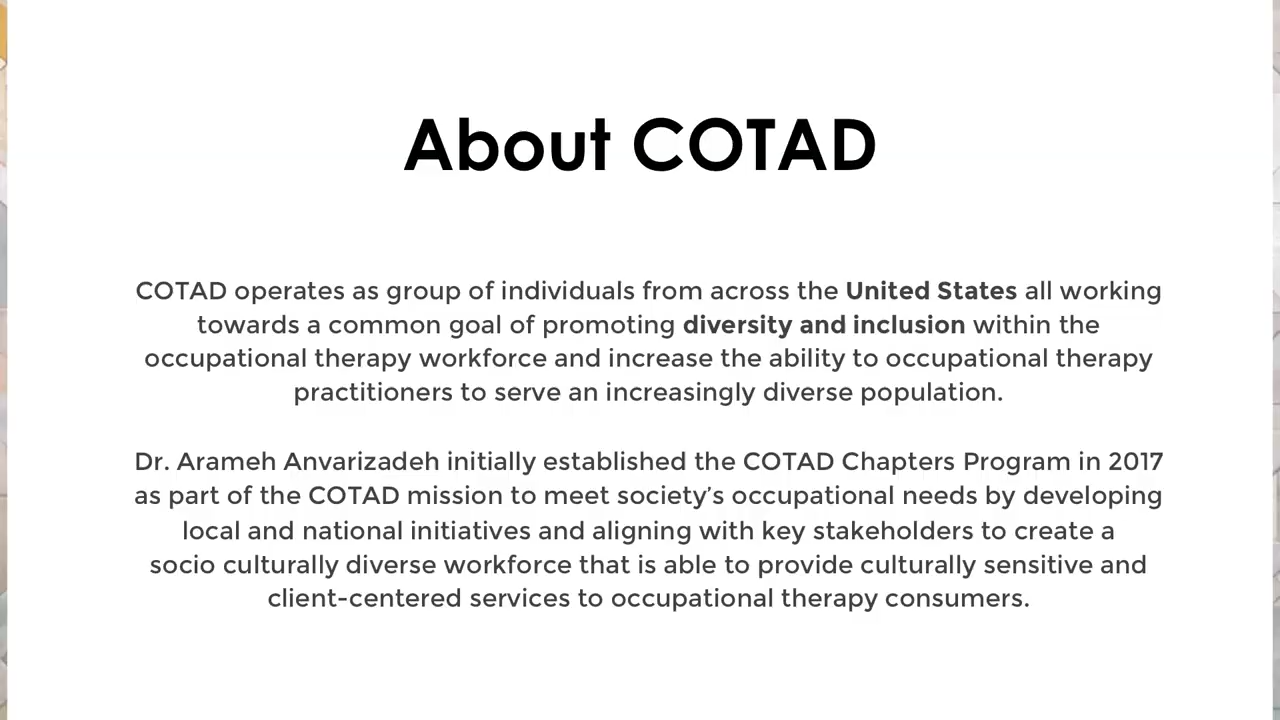 About COTAD
COTAD operates as group of individuals from across the United States all working
towards a common goal of promoting diversity and inclusion within the
occupational therapy workforce and increase the ability to occupational therapy
practitioners to serve an increasingly diverse population.
Dr. Arameh Anvarizadeh initially established the COTAD Chapters Program in 2017
as part of the COTAD mission to meet society’s occupational needs by developing
local and national initiatives and aligning with key stakeholders to create a
socio culturally diverse workforce that is able to provide culturally sensitive and
client-centered services to occupational therapy consumers.